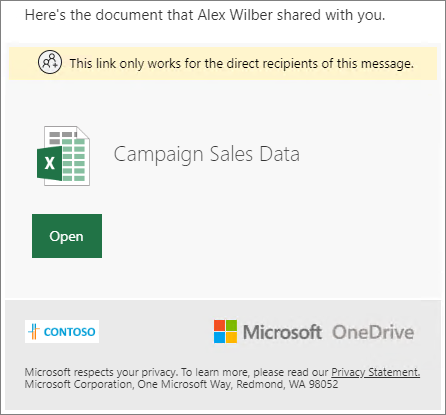 Here's the document that Alex Wilber shared with you.
This link only works for the direct recipients of this message.
X
Campaign Sales Data
Open
CONTOSO
Microsoft OneDrive
Microsoft respects your privacy. To learn more, please read our Privacy Statement.
Microsoft Corporation, One Microsoft Way, Redmond, WA 98052